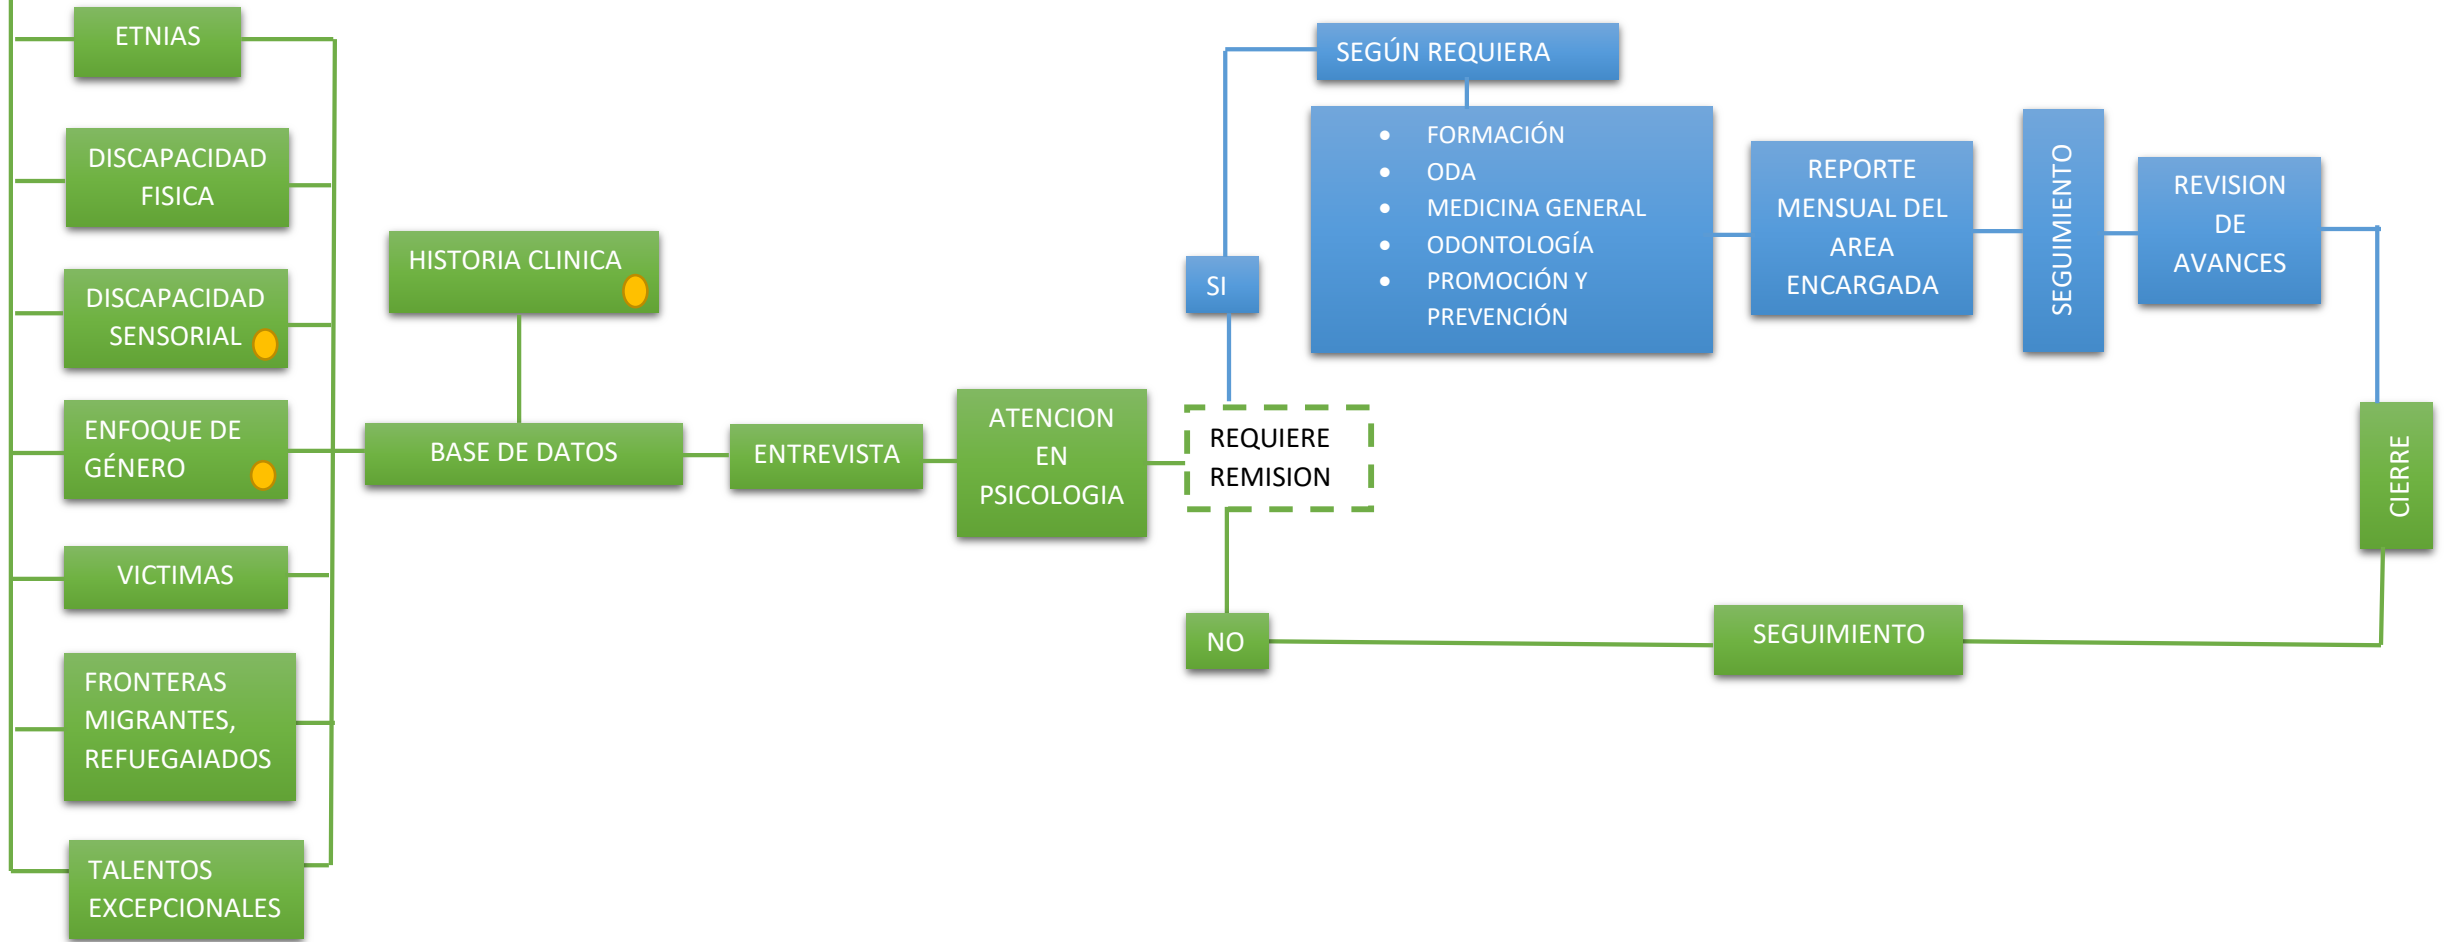 ETNIAS
DISCAPACIDAD
FISICA
DISCAPACIDAD
SENSORIAL
ENFOQUE DE
GÉNERO
VICTIMAS
FRONTERAS
MIGRANTES,
REFUEGAIADOS
TALENTOS
EXCEPCIONALES
HISTORIA CLINICA
BASE DE DATOS
ENTREVISTA
ATENCION
EN
PSICOLOGIA
REQUIERE
REMISION
SI
SEGÚN REQUIERA
• FORMACIÓN
• ODA
• MEDICINA GENERAL
• ODONTOLOGÍA
• PROMOCIÓN Y
PREVENCIÓN
REPORTE
MENSUAL DEL
AREA
ENCARGADA
SEGUIMIENTO
REVISION
DE
AVANCES
NO
SEGUIMIENTO
CIERRE